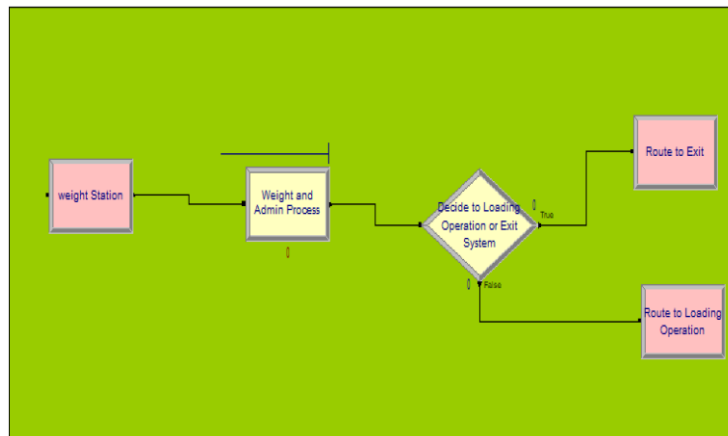 weight Station
Weight and
Admin Process
0
Decide to Loading
Operation or Exit
System
0
True
0
False
Route to Exit
Route to Loading
Operation